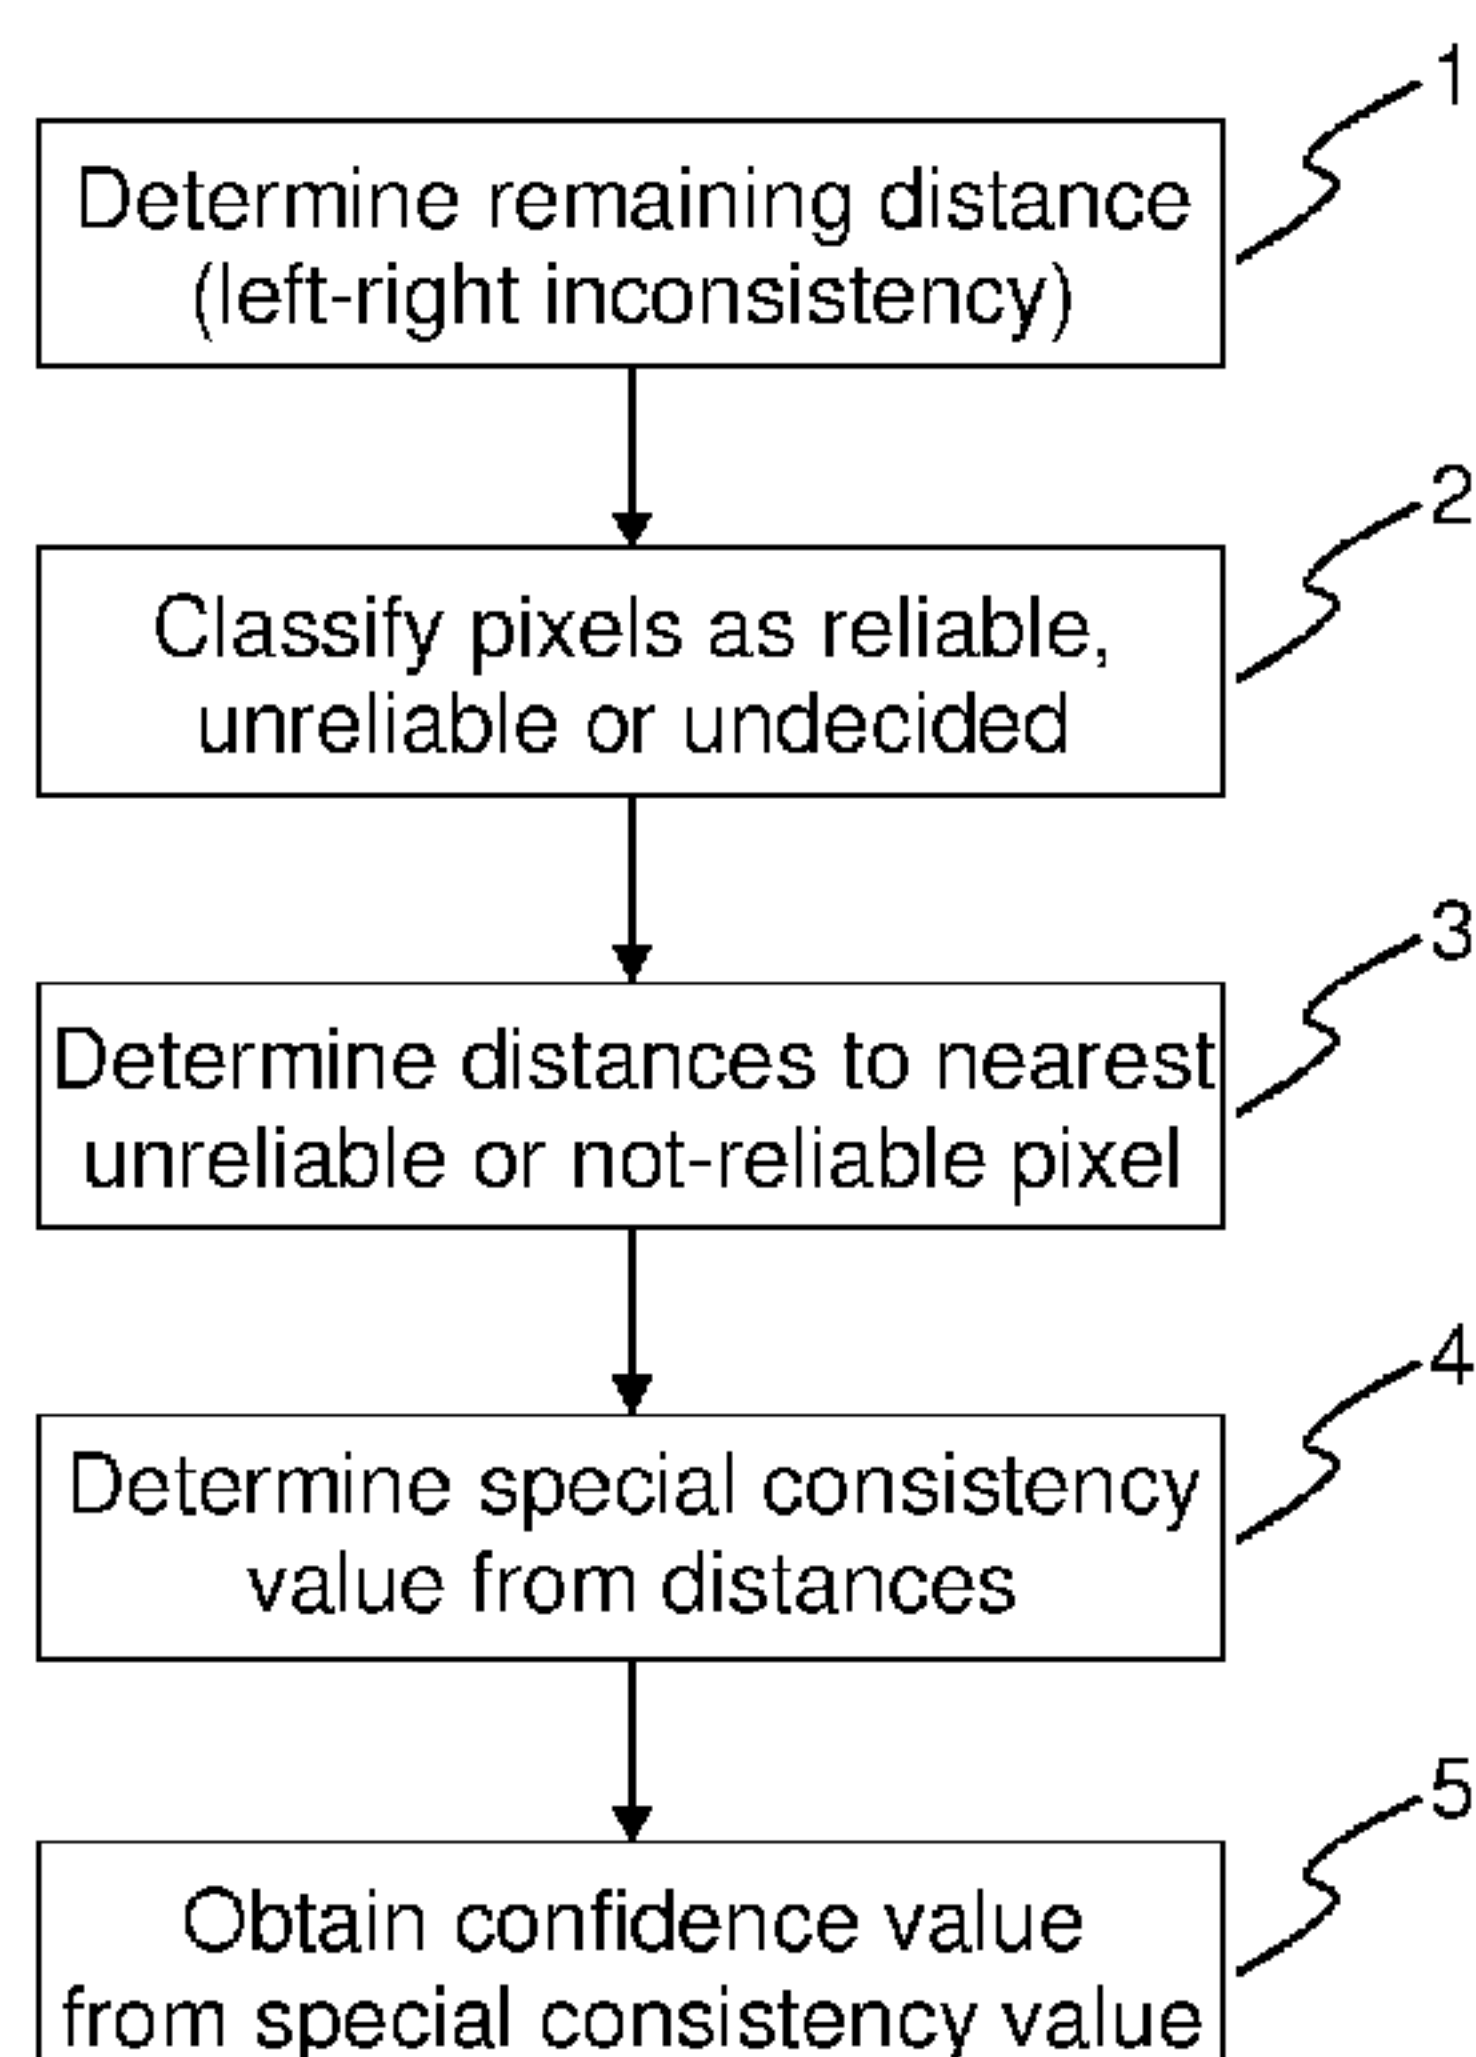 1
Determine remaining distance
(left-right inconsistency)
2
Classify pixels as reliable,
unreliable or undecided
3
Determine distances to nearest
unreliable or not-reliable pixel
4
Determine special consistency
value from distances
5
Obtain confidence value
from special consistency value